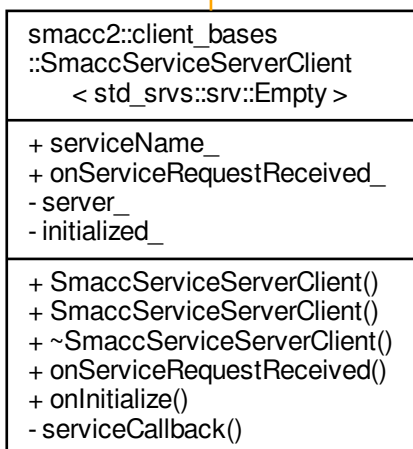 smacc2::client_bases
::SmaccServiceServerClient
< std_srvs::srv::Empty >
+ serviceName_
+ onServiceRequestReceived_
- server_
- initialized_
+ SmaccServiceServerClient()
+ SmaccServiceServerClient()
+ ~SmaccServiceServerClient()
+ onServiceRequestReceived()
+ onInitialize()
- serviceCallback()